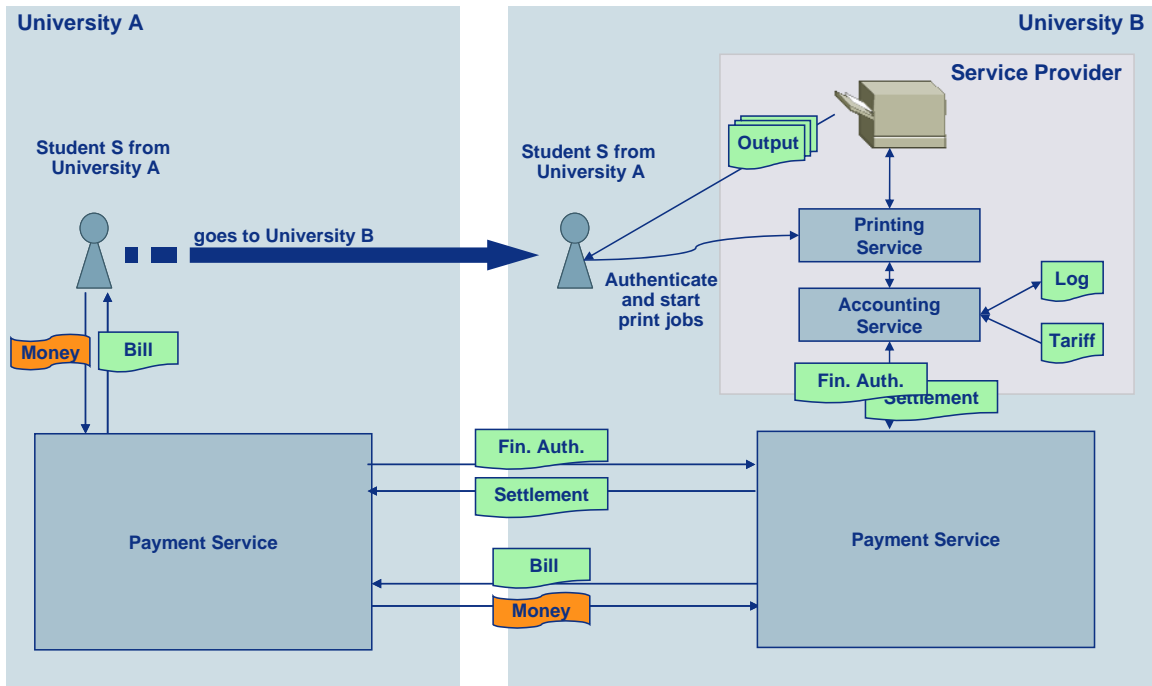 University A
University B
Service Provider
Student S from
University A
Student S from
University A
Output
goes to University B
Printing
Service
Authenticate
and start
print jobs
Accounting
Service
Log
Tariff
Money
Bill
Fin. Auth.
Settlement
Fin. Auth.
Settlement
Payment Service
Payment Service
Bill
Money